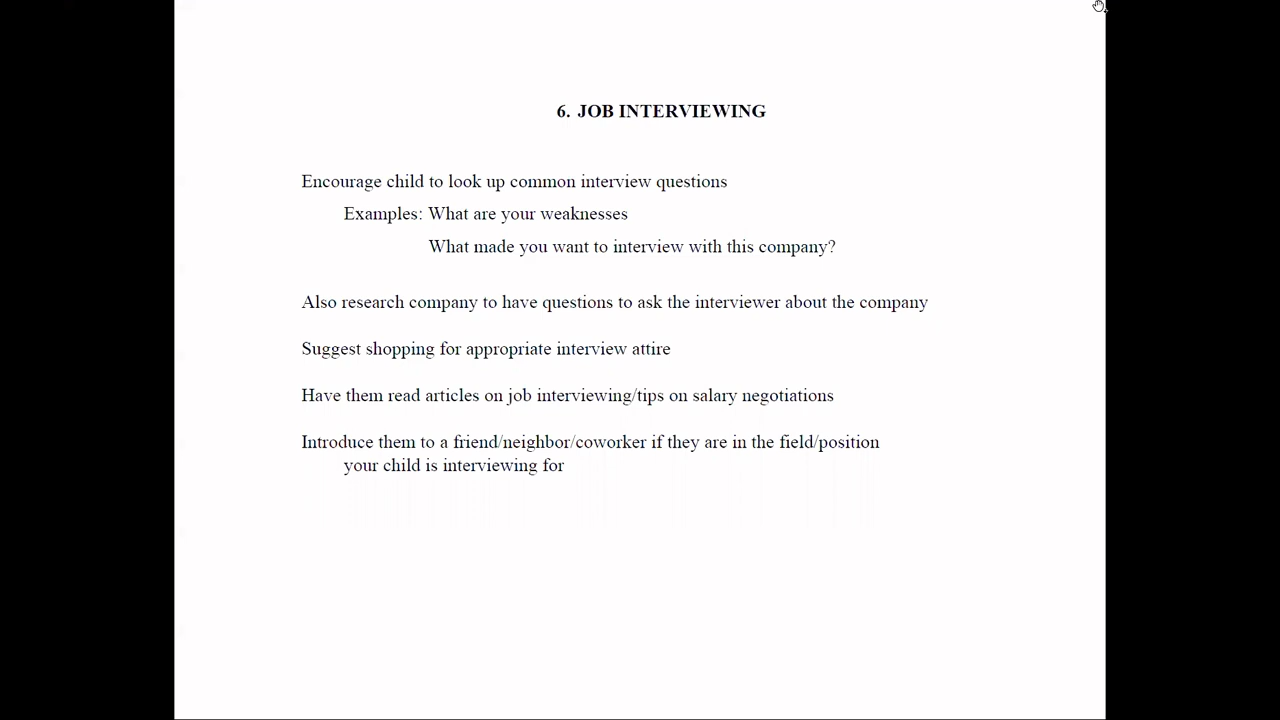 6. JOB INTERVIEWING
Encourage child to look up common interview questions
Examples: What are your weaknesses
What made you want to interview with this company?
Also research company to have questions to ask the interviewer about the company
Suggest shopping for appropriate interview attire
Have them read articles on job interviewing/tips on salary negotiations
Introduce them to a friend/neighbor/coworker if they are in the field/position
your child is interviewing for